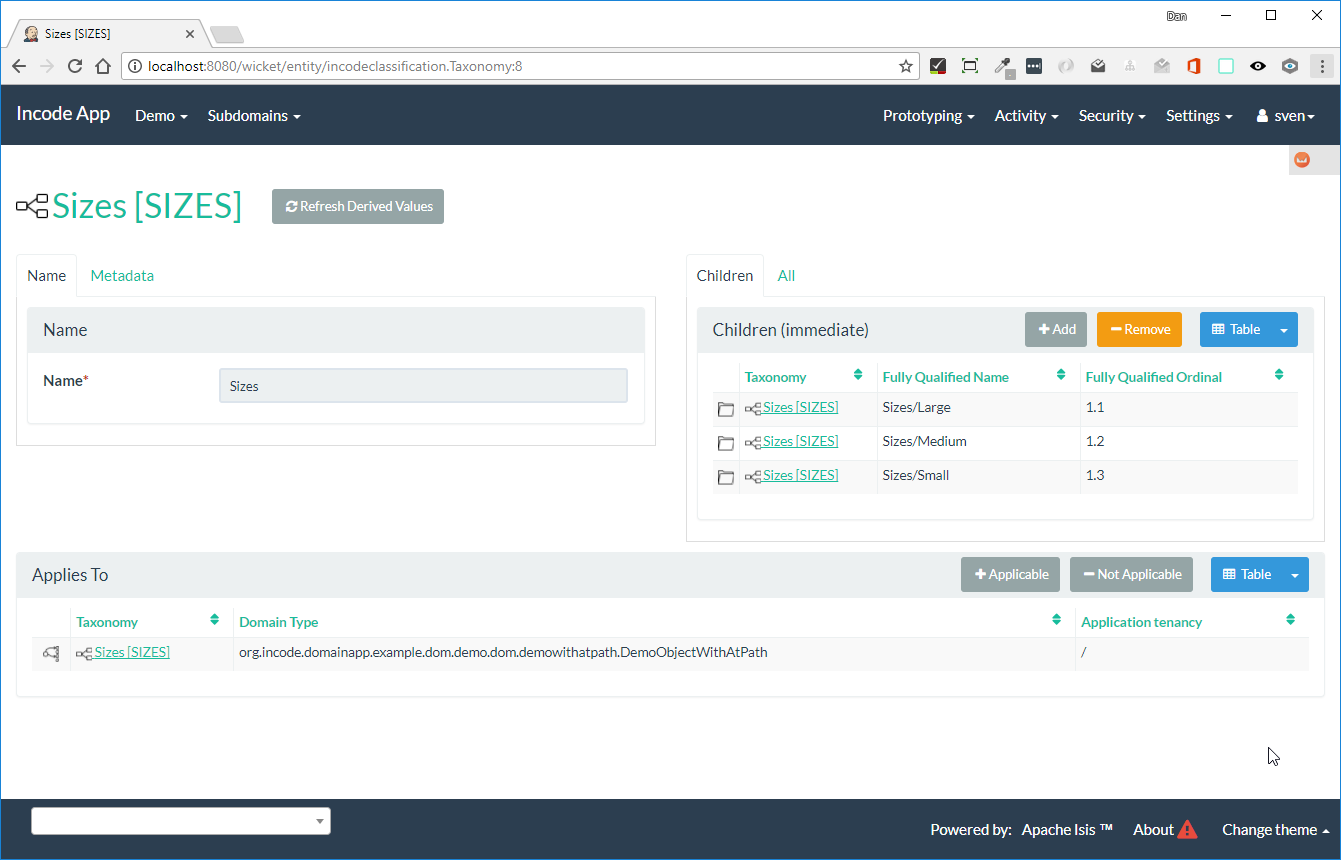 Dan
Sizes [SIZES]
localhost:8080/wicket/entity/incodeclassification.Taxonomy:8
Incode App Demo Subdomains Prototyping Activity Security Settings sven
Sizes [SIZES] Refresh Derived Values
Name Metadata
Name
Name* Sizes
Children All
Children (immediate) Add Remove Table
Taxonomy Fully Qualified Name Fully Qualified Ordinal
Sizes [SIZES] Sizes/Large 1.1
Sizes [SIZES] Sizes/Medium 1.2
Sizes [SIZES] Sizes/Small 1.3
Applies To Applicable Not Applicable Table
Taxonomy Domain Type Application tenancy
Sizes [SIZES] org.incode.domainapp.example.dom.demo.dom.demowithatpath.DemoObjectWithAtPath /
Powered by: Apache Isis ™ About Change theme